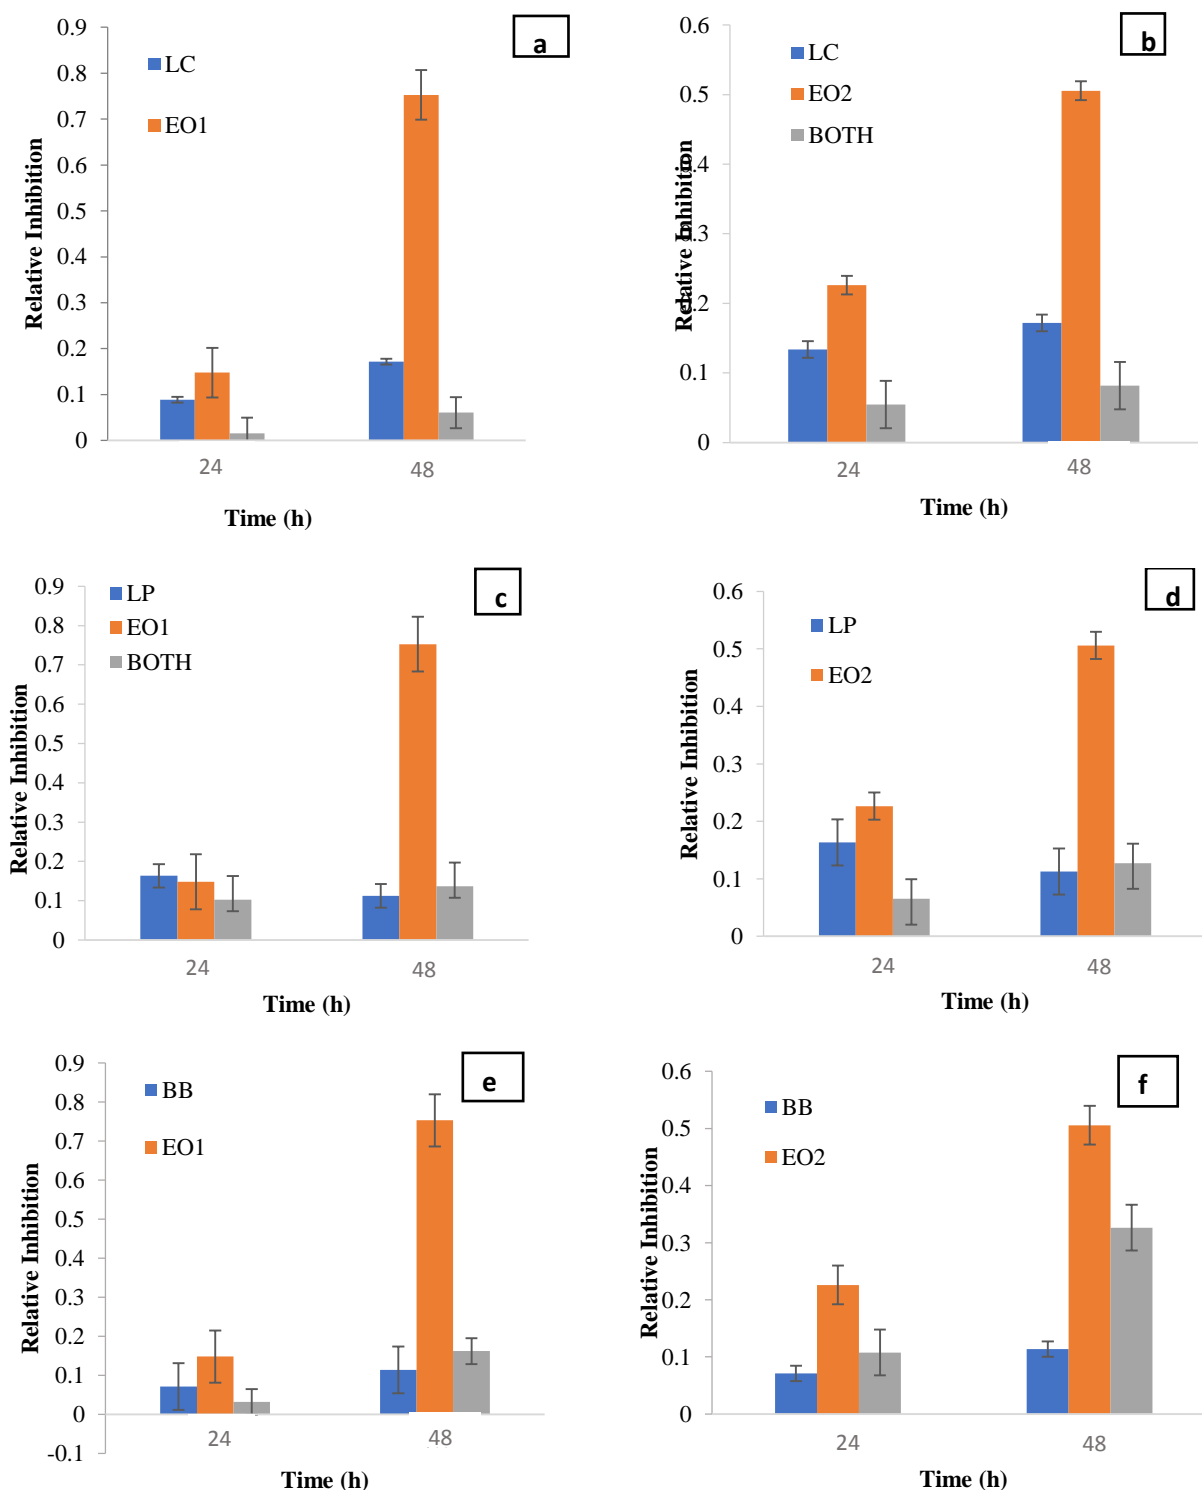 a
LC
EO1
Relative Inhibition
0.9
0.8
0.7
0.6
0.5
0.4
0.3
0.2
0.1
0
24
48
Time (h)
b
LC
EO2
BOTH
Relative Inhibition
0.6
0.5
0.4
0.3
0.2
0.1
0
24
48
Time (h)
c
LP
EO1
BOTH
Relative Inhibition
0.9
0.8
0.7
0.6
0.5
0.4
0.3
0.2
0.1
0
24
48
Time (h)
d
LP
EO2
Relative Inhibition
0.6
0.5
0.4
0.3
0.2
0.1
0
24
48
Time (h)
e
BB
EO1
Relative Inhibition
0.9
0.8
0.7
0.6
0.5
0.4
0.3
0.2
0.1
0
-0.1
24
48
Time (h)
f
BB
EO2
Relative Inhibition
0.6
0.5
0.4
0.3
0.2
0.1
0
24
48
Time (h)